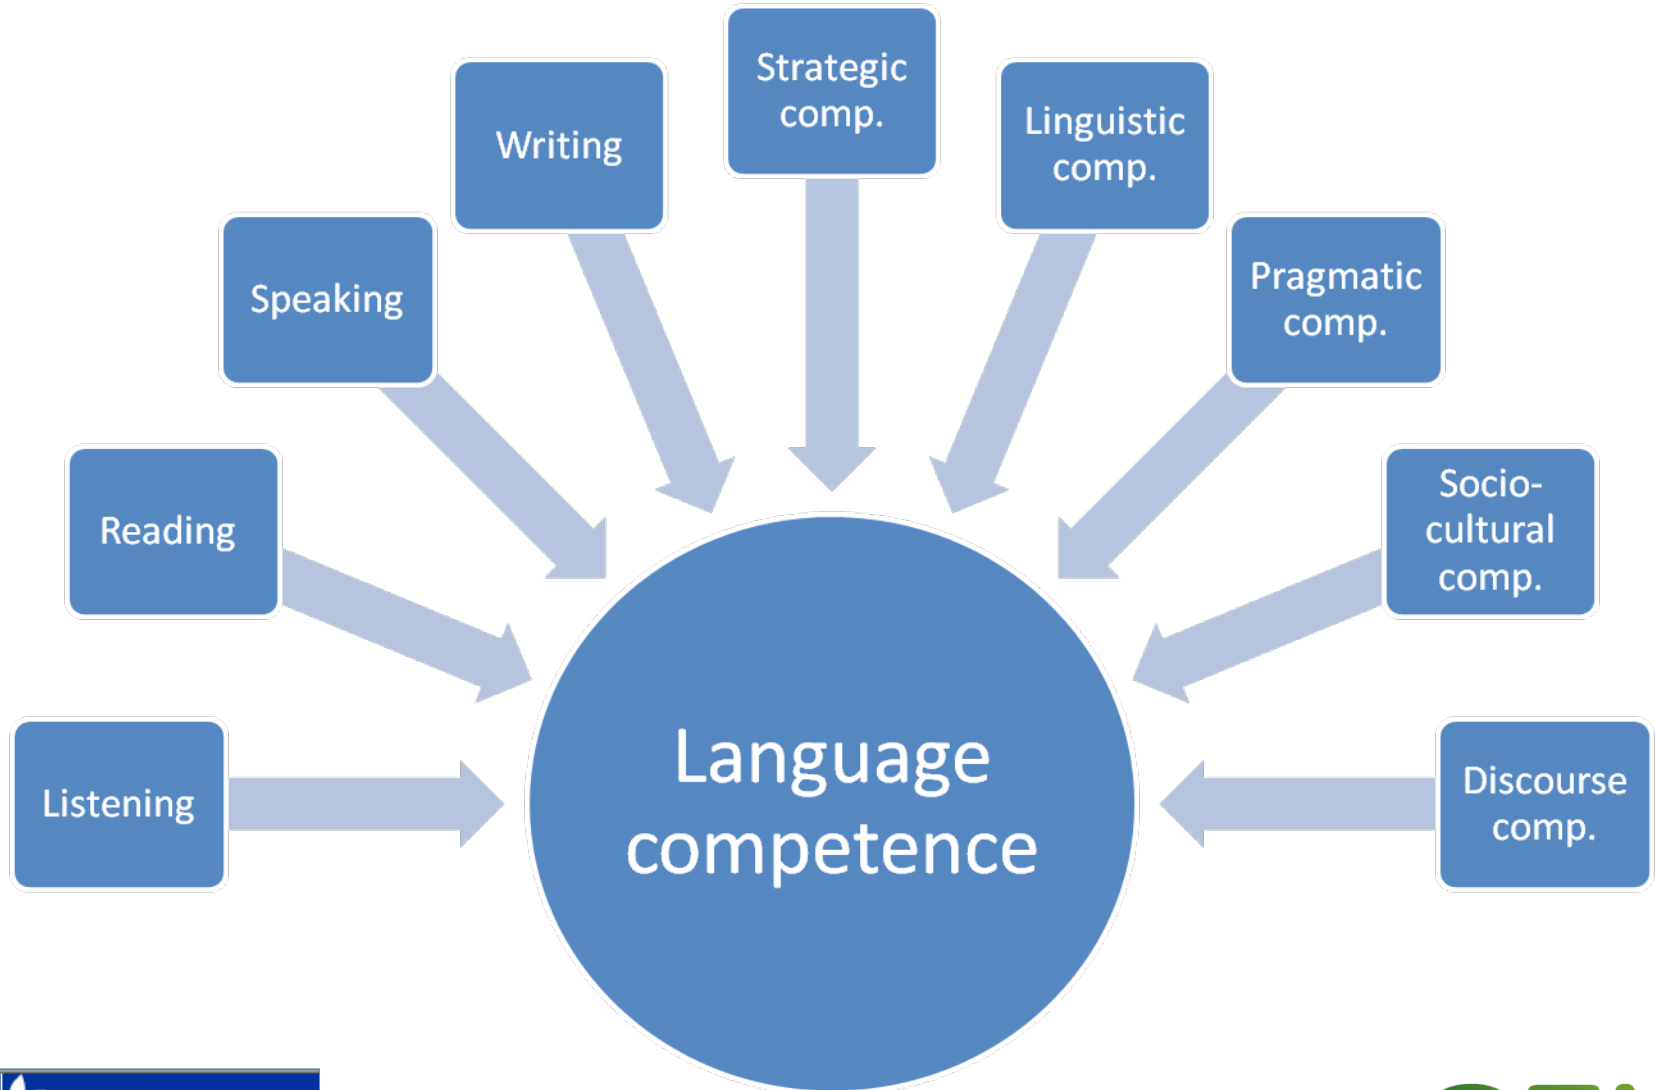 Strategic
comp.
Writing
Linguistic
comp.
Speaking
Pragmatic
comp.
Reading
Socio-
cultural
comp.
Listening
Discourse
comp.
Language
competence